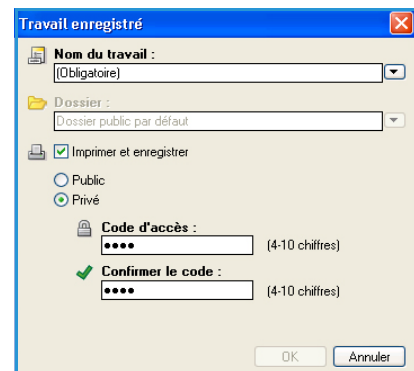 Travail enregistré
Nom du travail :
(Obligatoire)
Dossier :
Dossier public par défaut
Imprimer et enregistrer
Public
Privé
Code d'accès :
●●●● (4-10 chiffres)
Confirmer le code :
●●●● (4-10 chiffres)
OK Annuler